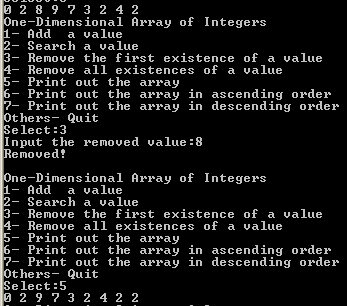 0 2 8 9 7 3 2 4 2
One-Dimensional Array of Integers
1- Add  a value
2- Search a value
3- Remove the first existence of a value
4- Remove all existences of a value
5- Print out the array
6- Print out the array in ascending order
7- Print out the array in descending order
Others- Quit
Select:3
Input the removed value:8
Removed!
One-Dimensional Array of Integers
1- Add  a value
2- Search a value
3- Remove the first existence of a value
4- Remove all existences of a value
5- Print out the array
6- Print out the array in ascending order
7- Print out the array in descending order
Others- Quit
Select:5
0 2 9 7 3 2 4 2 2